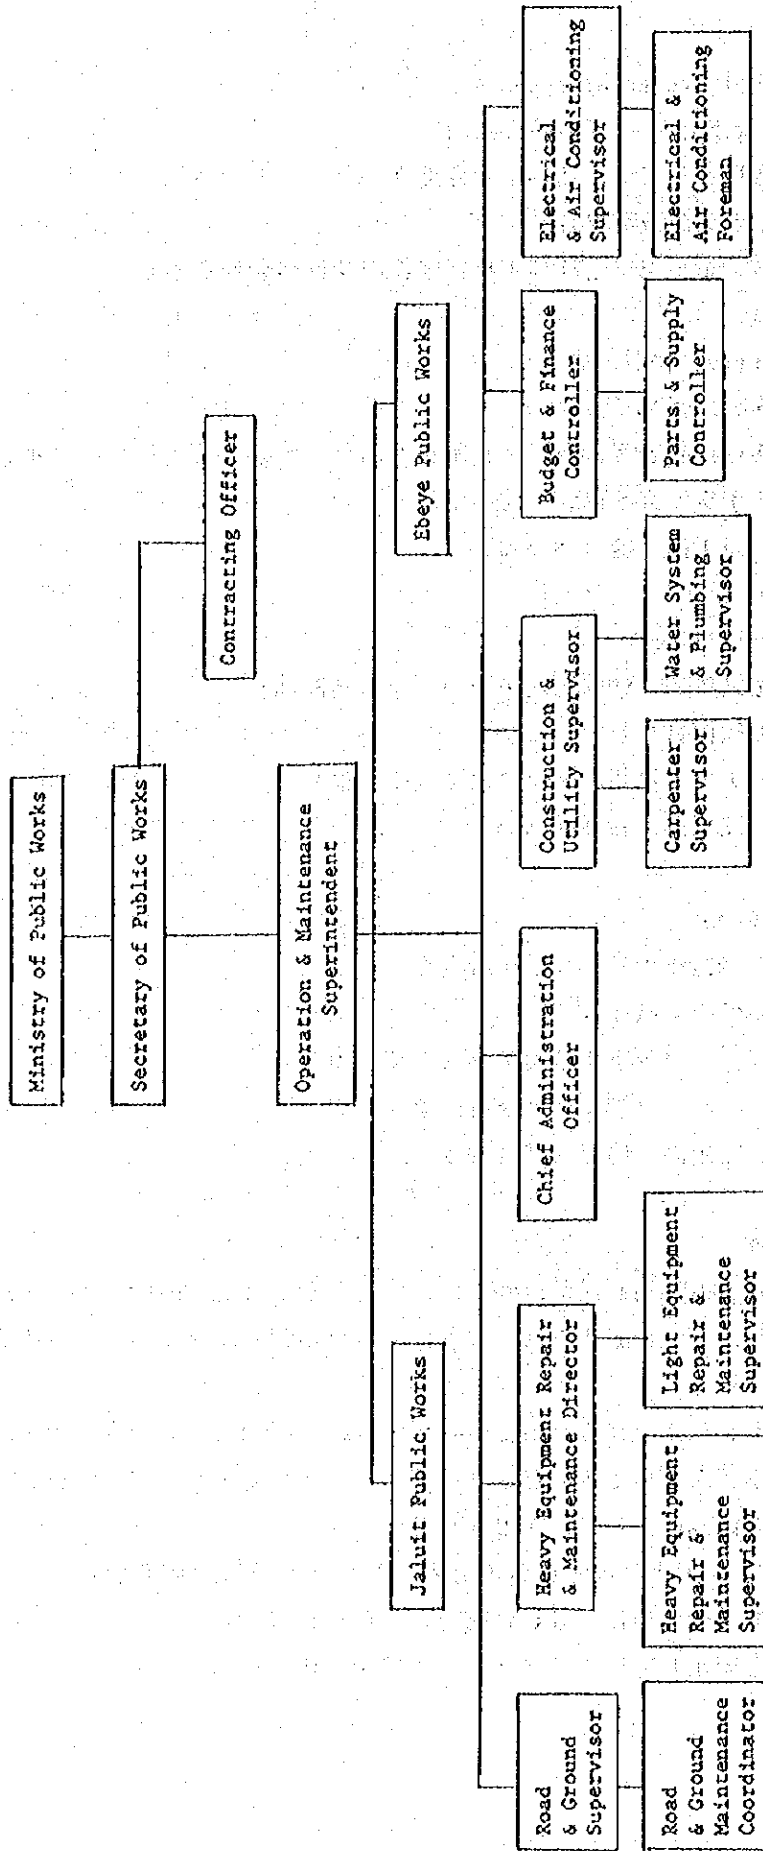 Ministry of Public Works
Secretary of Public Works
Contracting Officer
Operation & Maintenance
Superintendent
Jaluit Public Works
Ebeye Public Works
Road
& Ground
Supervisor
Heavy Equipment Repair
& Maintenance Director
Chief Administration
Officer
Construction &
Utility Supervisor
Budget & Finance
Controller
Electrical
& Air Conditioning
Supervisor
Road
& Ground
Maintenance
Coordinator
Heavy Equipment
Repair &
Maintenance
Supervisor
Light Equipment
Repair &
Maintenance
Supervisor
Carpenter
Supervisor
Water System
& Plumbing
Supervisor
Parts & Supply
Controller
Electrical &
Air Conditioning
Foreman